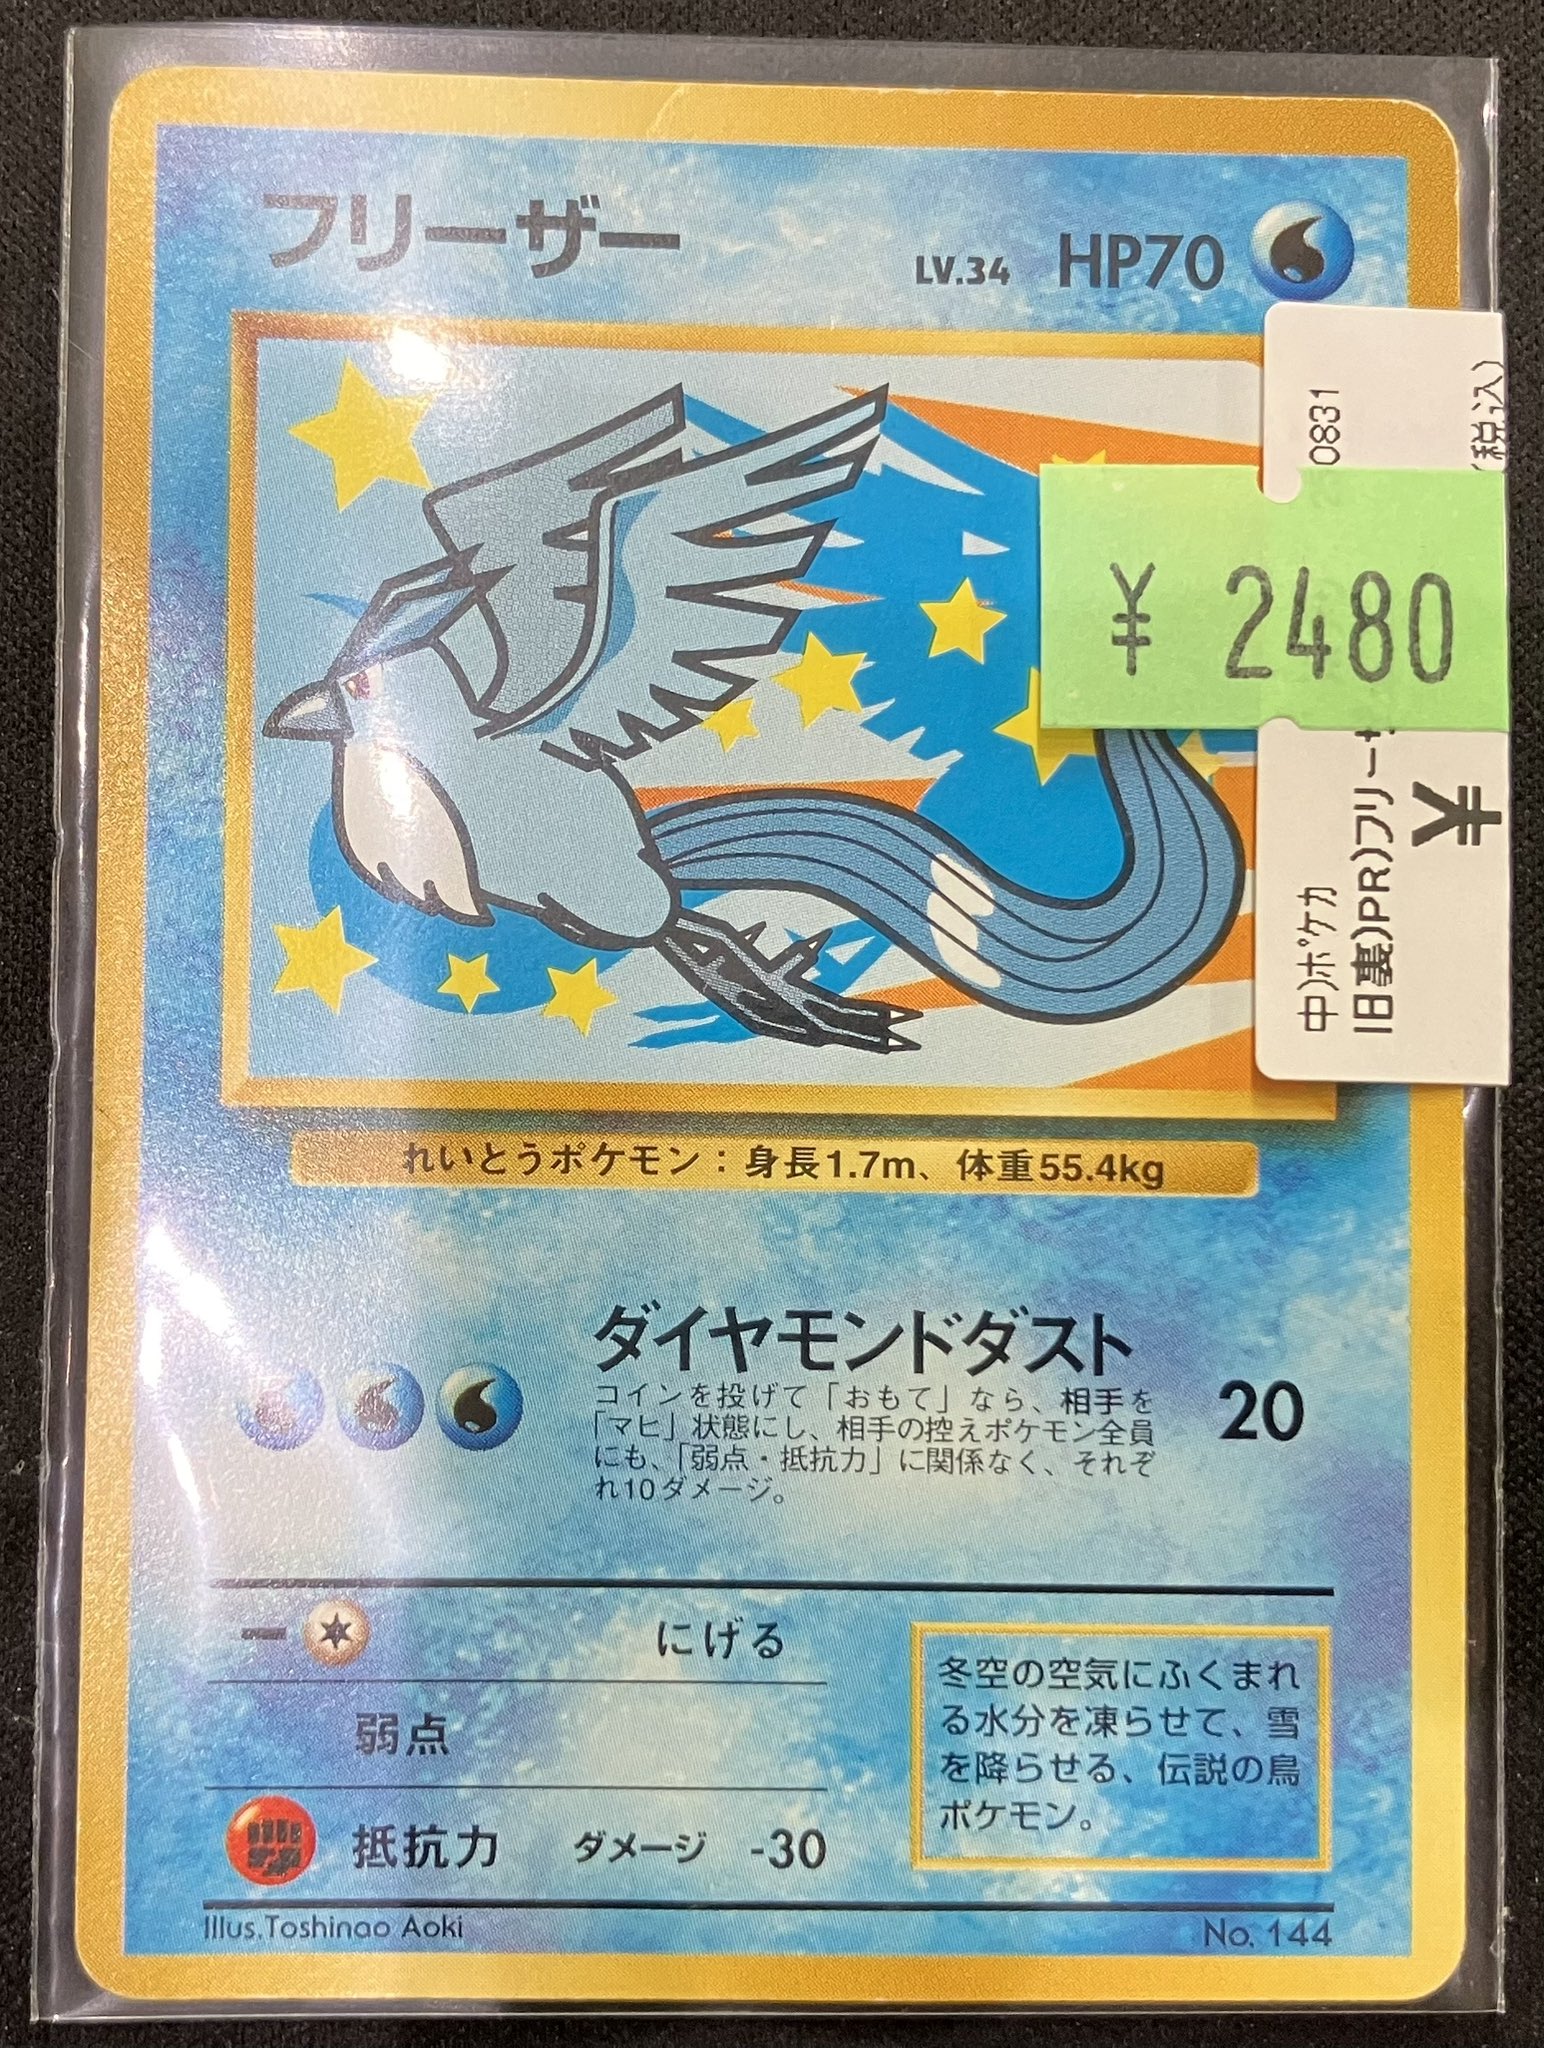 フリーザー
LV.34 HP70
0831
(税込)
¥ 2480
¥
中)ポケカ
旧裏)PR)フリーザ
れいとうポケモン：身長1.7m、体重55.4kg
ダイヤモンドダスト
コインを投げて「おもて」なら、相手を
「マヒ」状態にし、相手の控えポケモン全員
にも、「弱点・抵抗力」に関係なく、それぞ
れ10ダメージ。
20
にげる
弱点
抵抗力 ダメージ -30
冬空の空気にふくまれ
る水分を凍らせて、雪
を降らせる、伝説の鳥
ポケモン。
Illus.Toshinao Aoki
No. 144